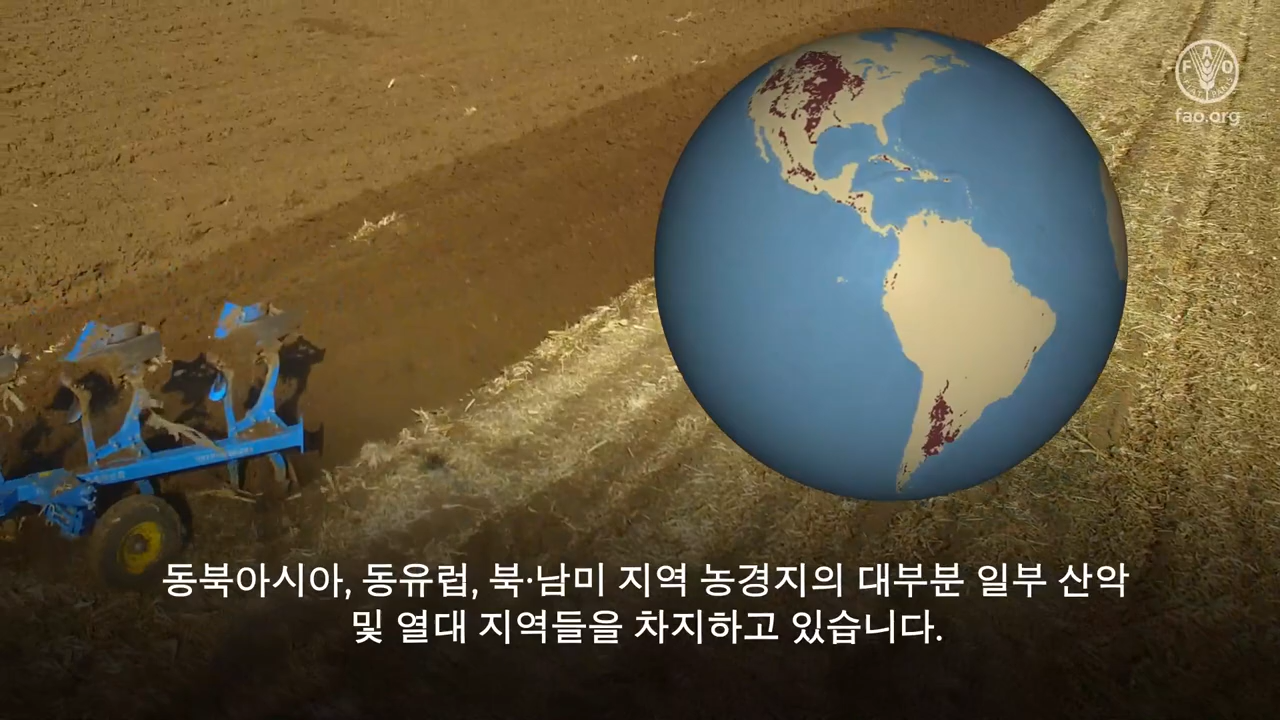 FAO
fao.org
동북아시아, 동유럽, 북·남미 지역 농경지의 대부분 일부 산악
및 열대 지역들을 차지하고 있습니다.